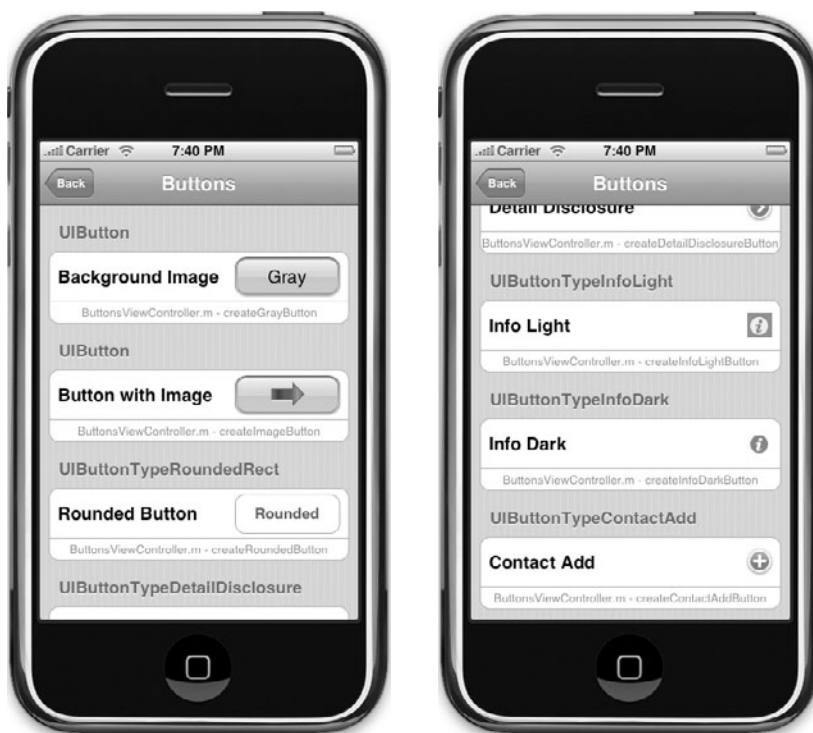 Carrier 7:40 PM
Back Buttons
UIButton
Background Image Gray
ButtonsViewController.m - createGrayButton
UIButton
Button with Image
ButtonsViewController.m - createImageButton
UIButtonTypeRoundedRect
Rounded Button Rounded
ButtonsViewController.m - createRoundedButton
UIButtonTypeDetailDisclosure
Carrier 7:40 PM
Back Buttons
Detail Disclosure
ButtonsViewController.m - createDetailDisclosureButton
UIButtonTypeInfoLight
Info Light i
ButtonsViewController.m - createInfoLightButton
UIButtonTypeInfoDark
Info Dark i
ButtonsViewController.m - createInfoDarkButton
UIButtonTypeContactAdd
Contact Add
ButtonsViewController.m - createContactAddButton